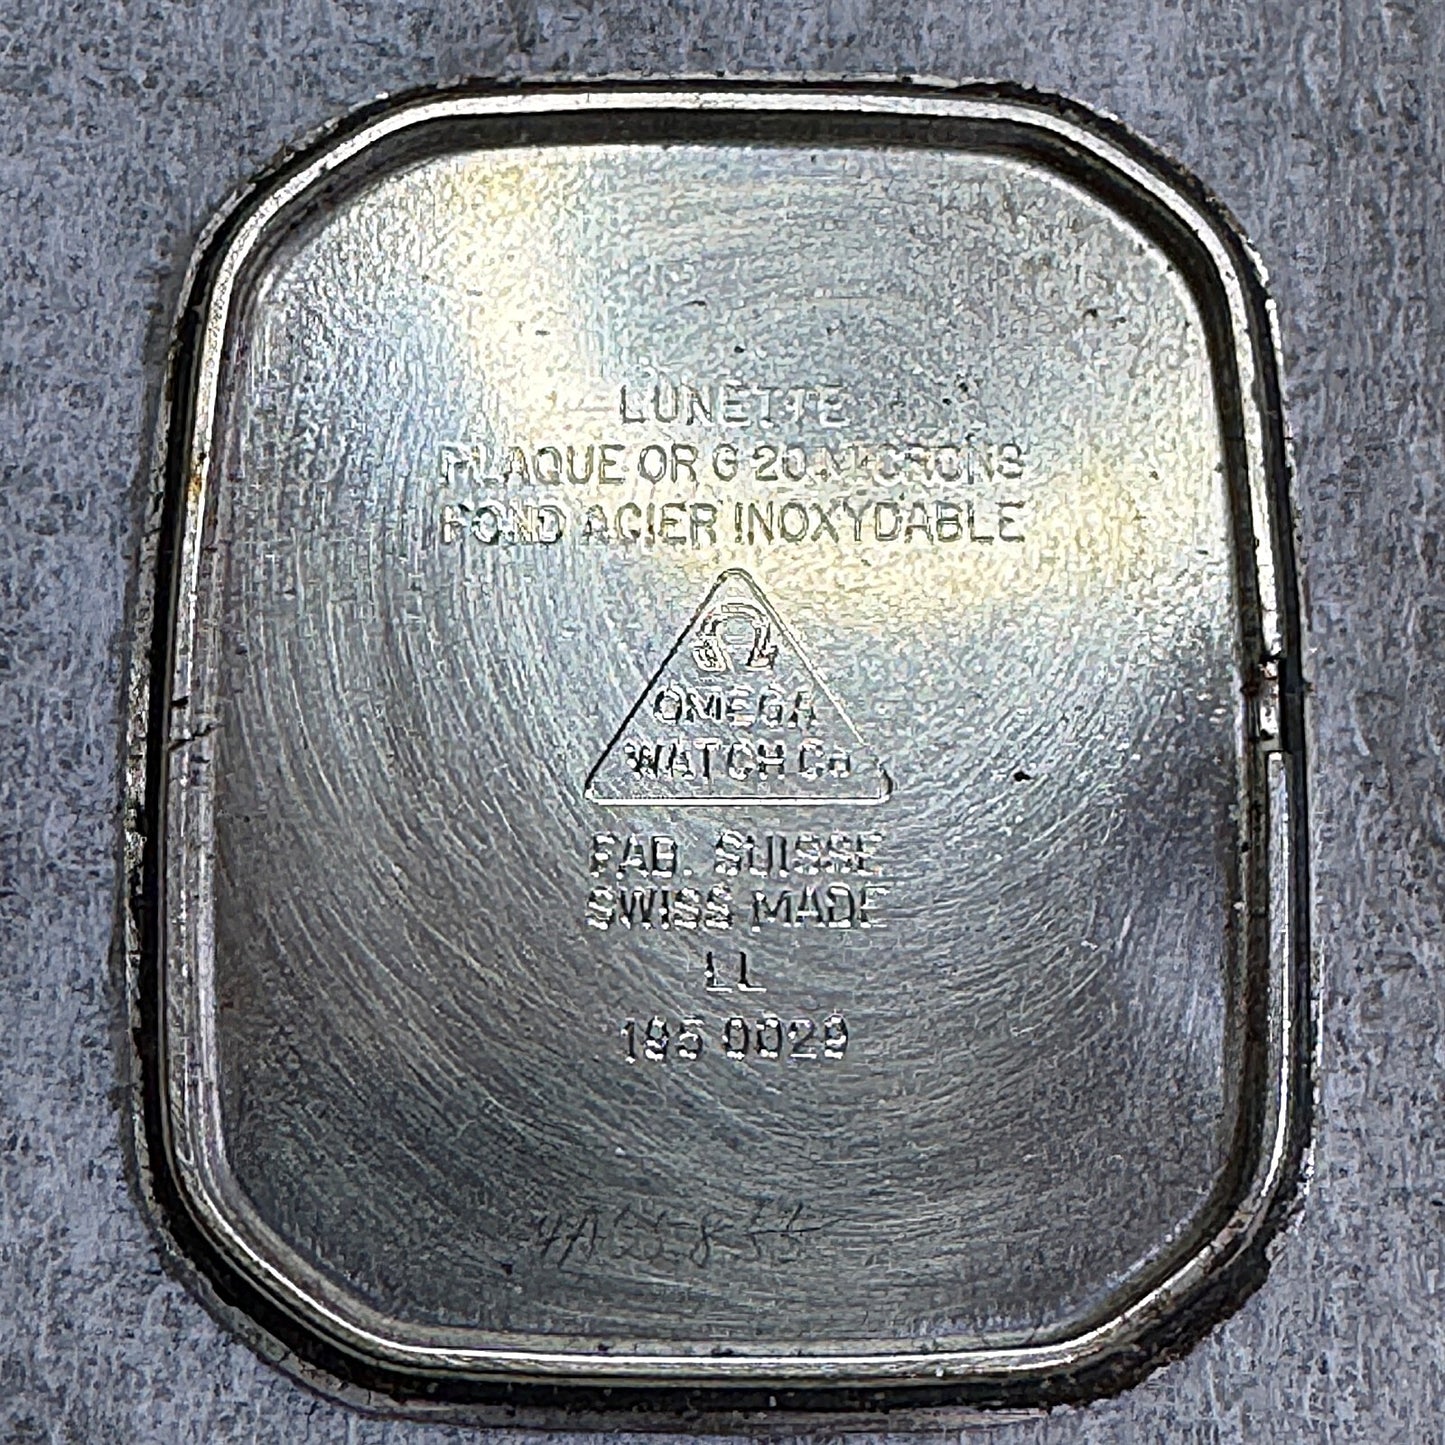 LUNETTE
PLAQUE OR G 20 MICRONS
FOND ACIER INOXYDABLE
Ω
OMEGA
WATCH Co
FAB. SUISSE
SWISS MADE
LL
195 0029